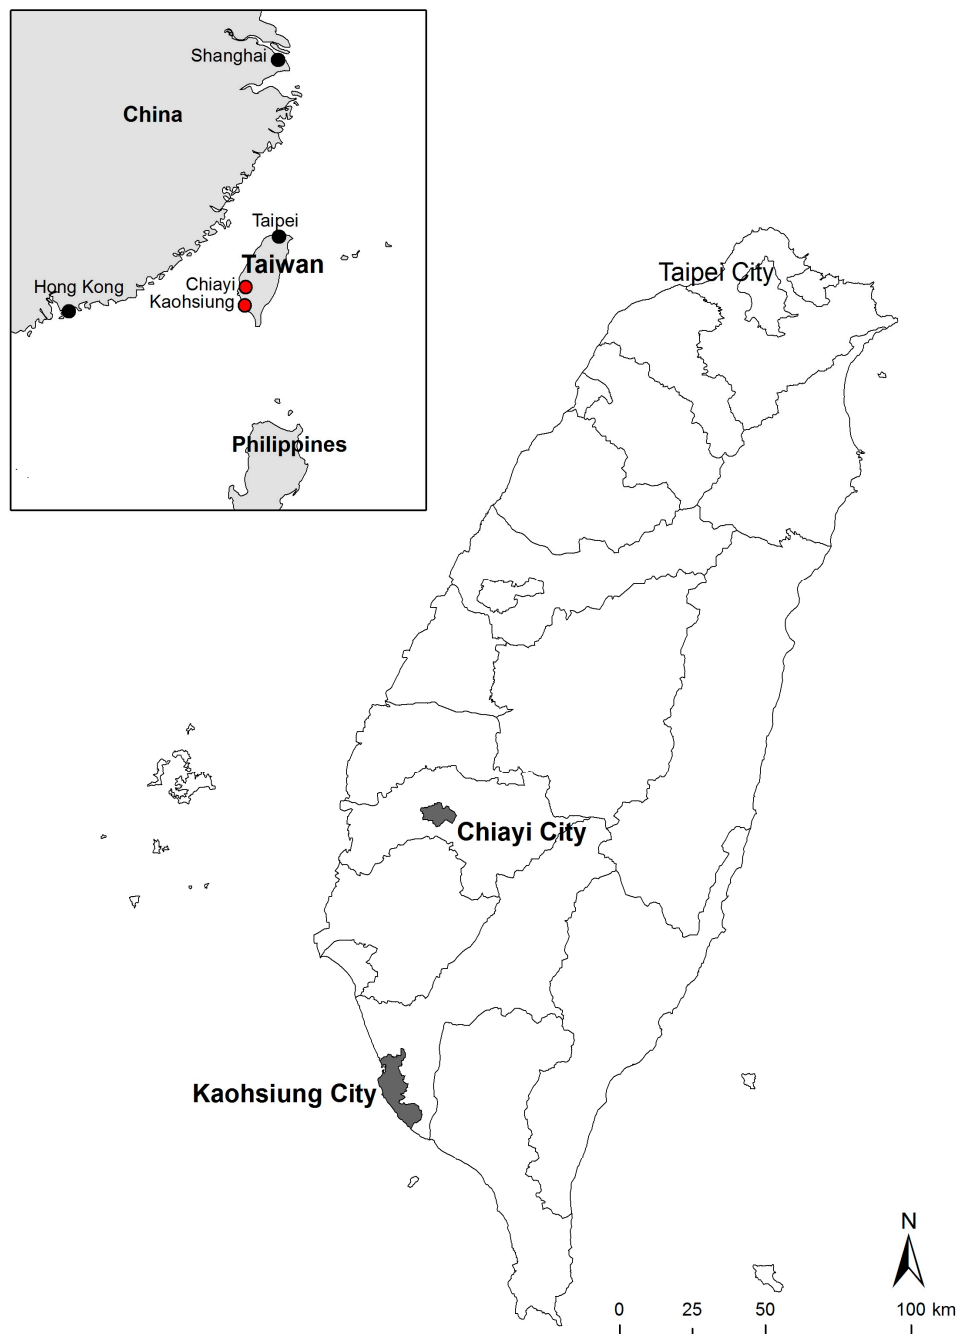 Shanghai
China
Taipei
Taiwan
Chiayi
Kaohsiung
Hong Kong
Philippines
Taipei City
Chiayi City
Kaohsiung City
N
0 25 50 100 km